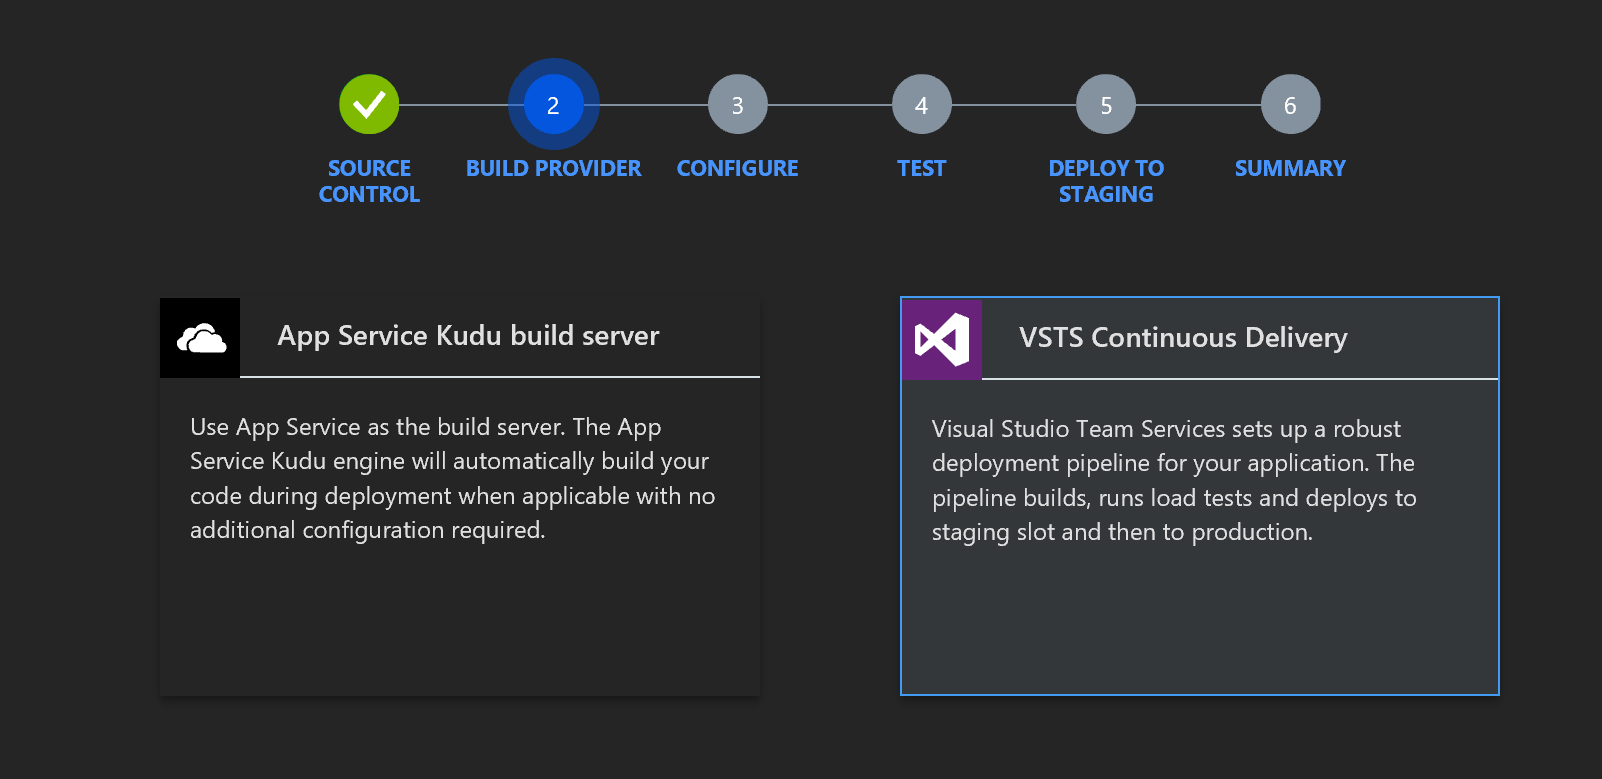 2
3
4
5
6
SOURCE
CONTROL
BUILD PROVIDER
CONFIGURE
TEST
DEPLOY TO
STAGING
SUMMARY
App Service Kudu build server
Use App Service as the build server. The App
Service Kudu engine will automatically build your
code during deployment when applicable with no
additional configuration required.
VSTS Continuous Delivery
Visual Studio Team Services sets up a robust
deployment pipeline for your application. The
pipeline builds, runs load tests and deploys to
staging slot and then to production.